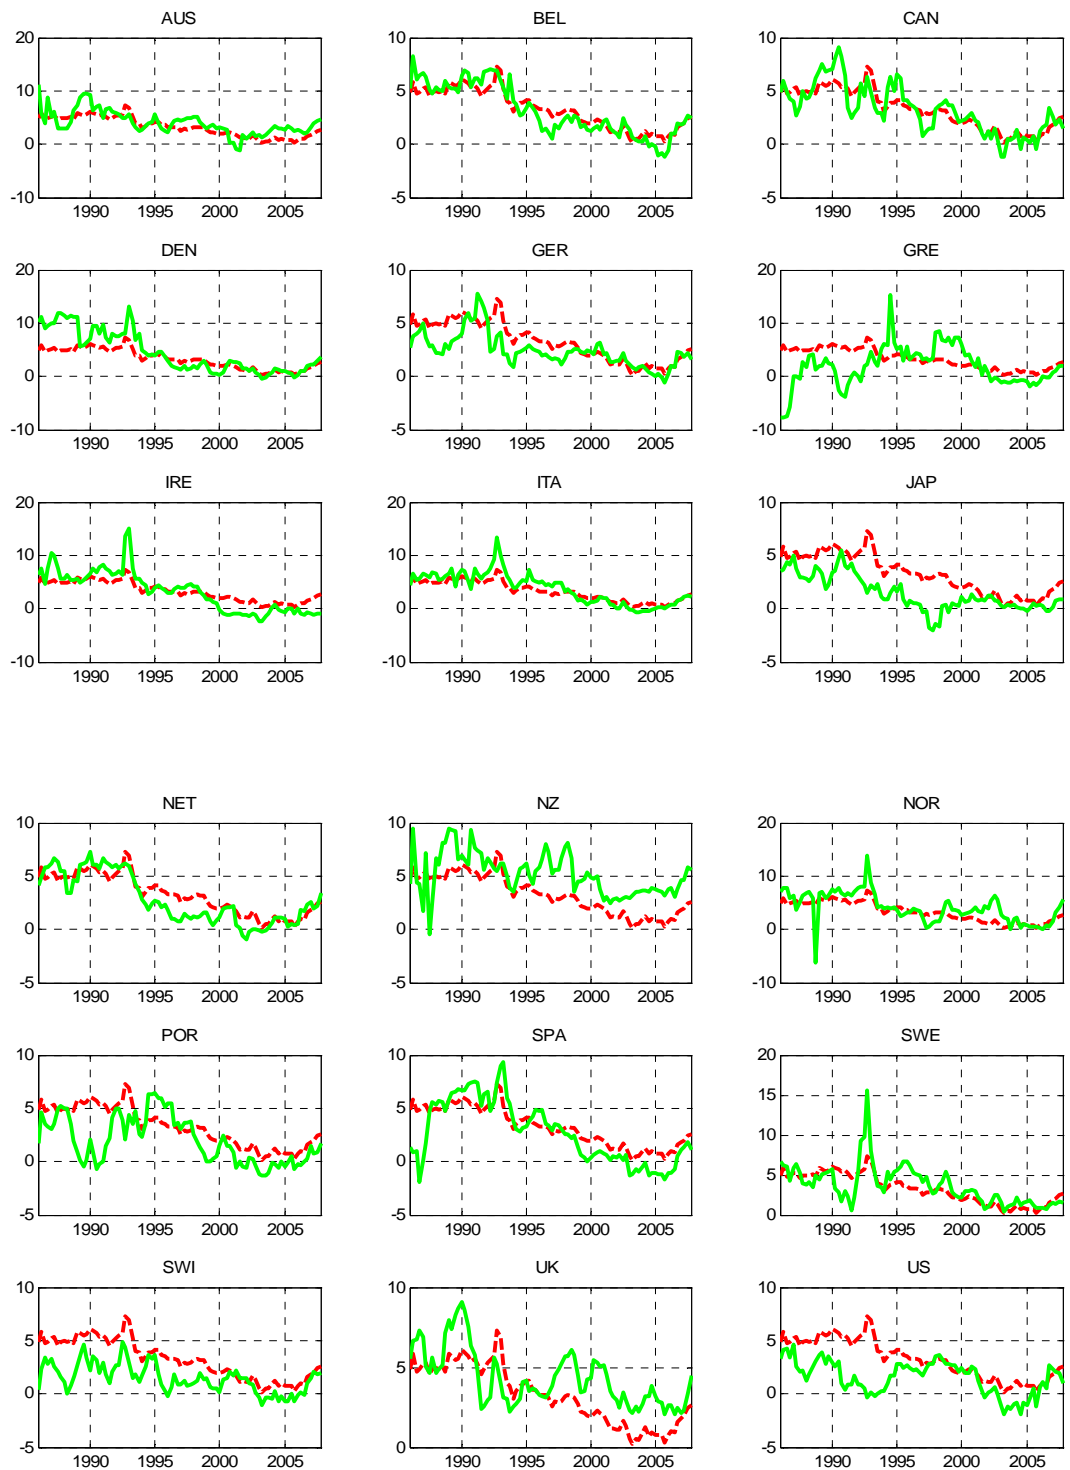 AUS BEL CAN
20 10 10
10 5 5
0 0 0
-10 5 5
1990 1995 2000 2005 1990 1995 2000 2005 1990 1995 2000 2005
DEN GER GRE
20 10 20
10 5 10
0 0 0
-10 -5 -10
1990 1995 2000 2005 1990 1995 2000 2005 1990 1995 2000 2005
IRE ITA JAP
20 20 10
10 10 5
0 0 0
-10 -10 -5
1990 1995 2000 2005 1990 1995 2000 2005 1990 1995 2000 2005
NET NZ NOR
10 10 20
5 5 10
0 0 0
-5 -5 -10
1990 1995 2000 2005 1990 1995 2000 2005 1990 1995 2000 2005
POR SPA SWE
10 10 20
5 5 15
0 0 10
5
-5 -5 0
1990 1995 2000 2005 1990 1995 2000 2005 1990 1995 2000 2005
SWI UK US
10 10 10
5 5 5
0 0
-5 0 -5
1990 1995 2000 2005 1990 1995 2000 2005 1990 1995 2000 2005